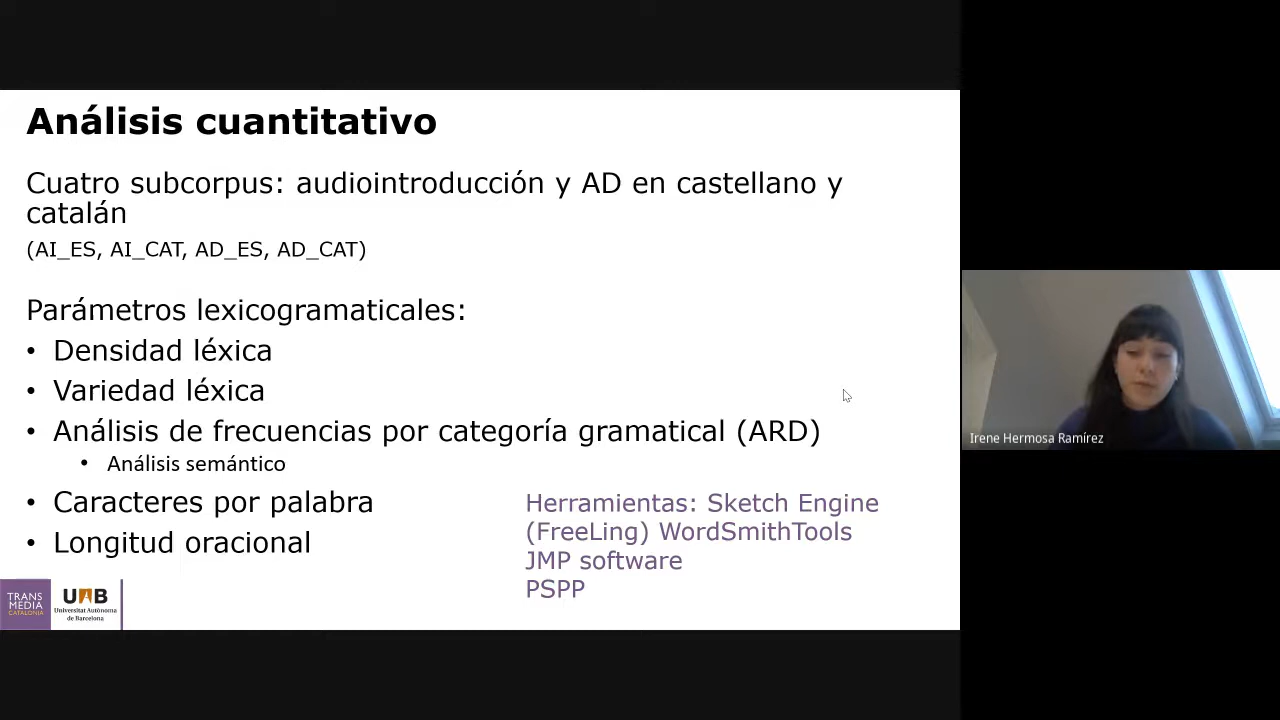 Análisis cuantitativo
Cuatro subcorpus: audiointroducción y AD en castellano y
catalán
(AI_ES, AI_CAT, AD_ES, AD_CAT)
Parámetros lexicogramaticales:
• Densidad léxica
• Variedad léxica
• Análisis de frecuencias por categoría gramatical (ARD)
• Análisis semántico
• Caracteres por palabra
• Longitud oracional
Herramientas: Sketch Engine
(FreeLing) WordSmithTools
JMP software
PSPP
TRANS
MEDIA
CATALONIA
UAB
Universitat Autònoma
de Barcelona
Irene Hermosa Ramírez